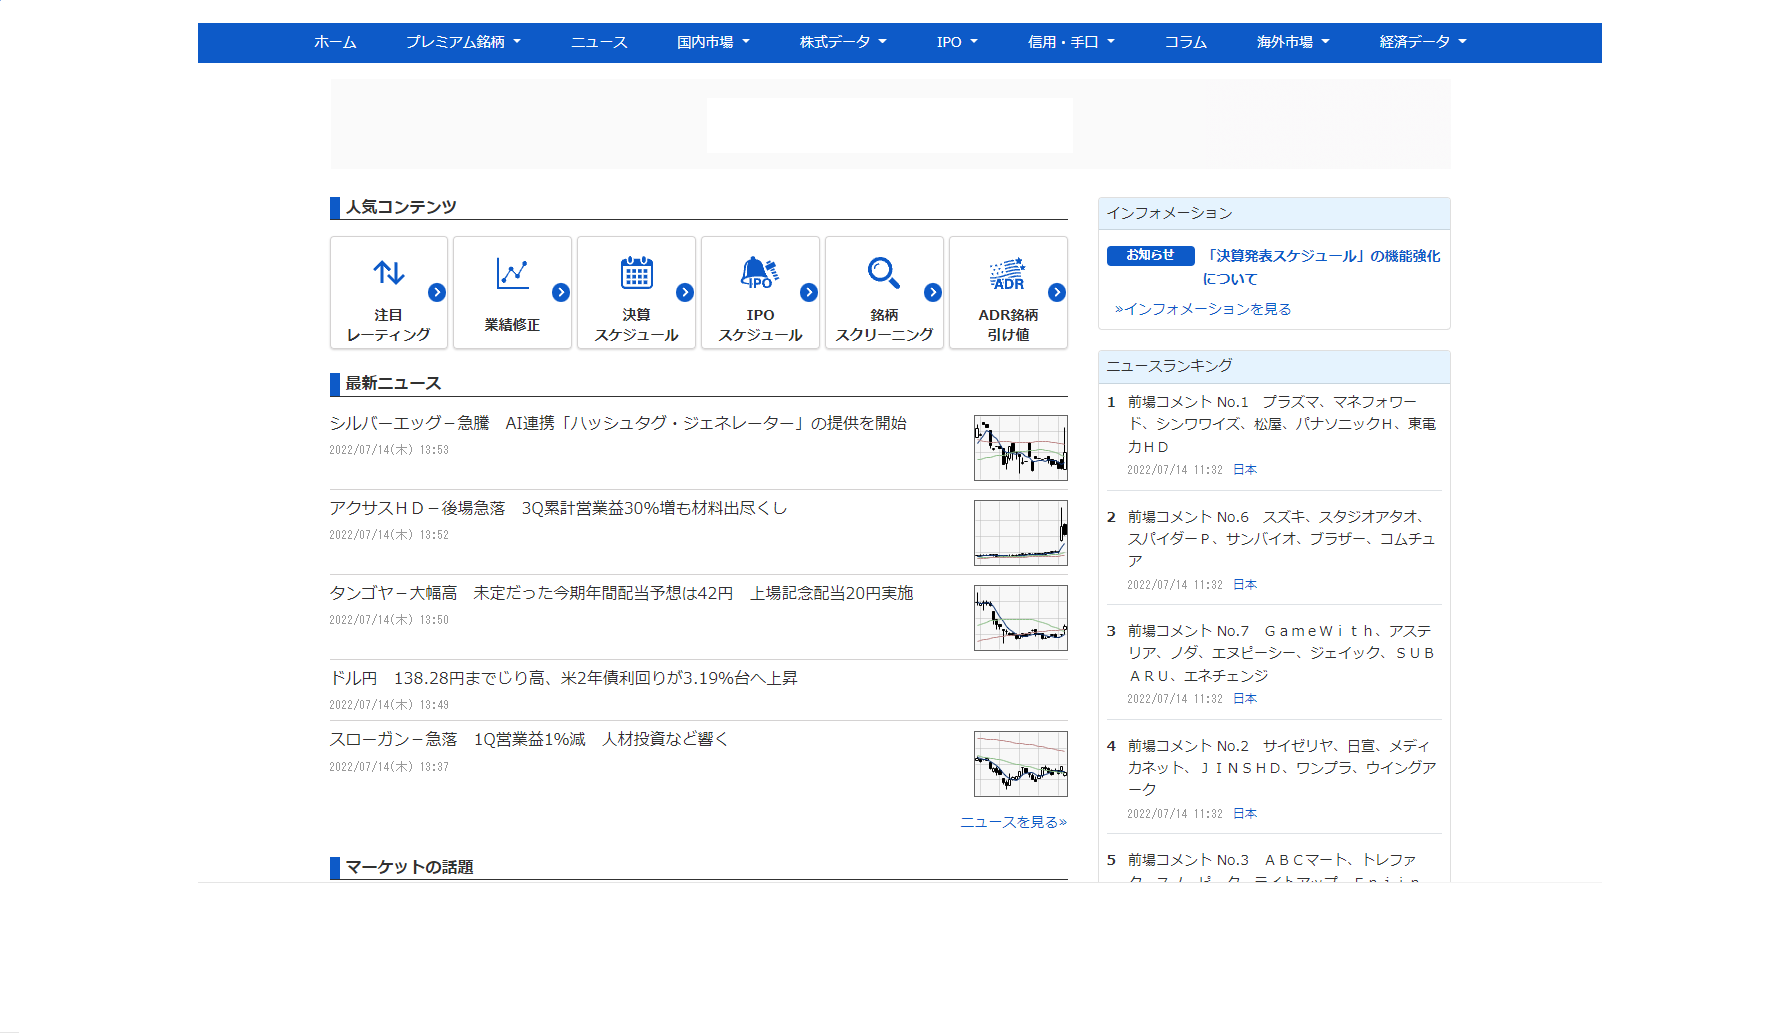 ホーム プレミアム銘柄 ニュース 国内市場 株式データ IPO 信用・手口 コラム 海外市場 経済データ
人気コンテンツ
注目
レーティング
業績修正
決算
スケジュール
IPO
IPO
スケジュール
銘柄
スクリーニング
ADR
ADR銘柄
引け値
最新ニュース
シルバーエッグ－急騰　AI連携「ハッシュタグ・ジェネレーター」の提供を開始
2022/07/14(木) 13:53
アクサスＨＤ－後場急落　3Q累計営業益30%増も材料出尽くし
2022/07/14(木) 13:52
タンゴヤ－大幅高　未定だった今期年間配当予想は42円　上場記念配当20円実施
2022/07/14(木) 13:50
ドル円　138.28円までじり高、米2年債利回りが3.19%台へ上昇
2022/07/14(木) 13:49
スローガン－急落　1Q営業益1%減　人材投資など響く
2022/07/14(木) 13:37
ニュースを見る»
マーケットの話題
インフォメーション
お知らせ 「決算発表スケジュール」の機能強化
について
»インフォメーションを見る
ニュースランキング
1 前場コメント No.1　プラズマ、マネフォワー
ド、シンワワイズ、松屋、パナソニックＨ、東電
力ＨＤ
2022/07/14 11:32 日本
2 前場コメント No.6　スズキ、スタジオアタオ、
スパイダーＰ、サンバイオ、ブラザー、コムチュ
ア
2022/07/14 11:32 日本
3 前場コメント No.7　ＧａｍｅＷｉｔｈ、アステ
リア、ノダ、エヌピーシー、ジェイック、ＳＵＢ
ＡＲＵ、エネチェンジ
2022/07/14 11:32 日本
4 前場コメント No.2　サイゼリヤ、日宣、メディ
カネット、ＪＩＮＳＨＤ、ワンプラ、ウイングア
ーク
2022/07/14 11:32 日本
5 前場コメント No.3　ＡＢＣマート、トレファ